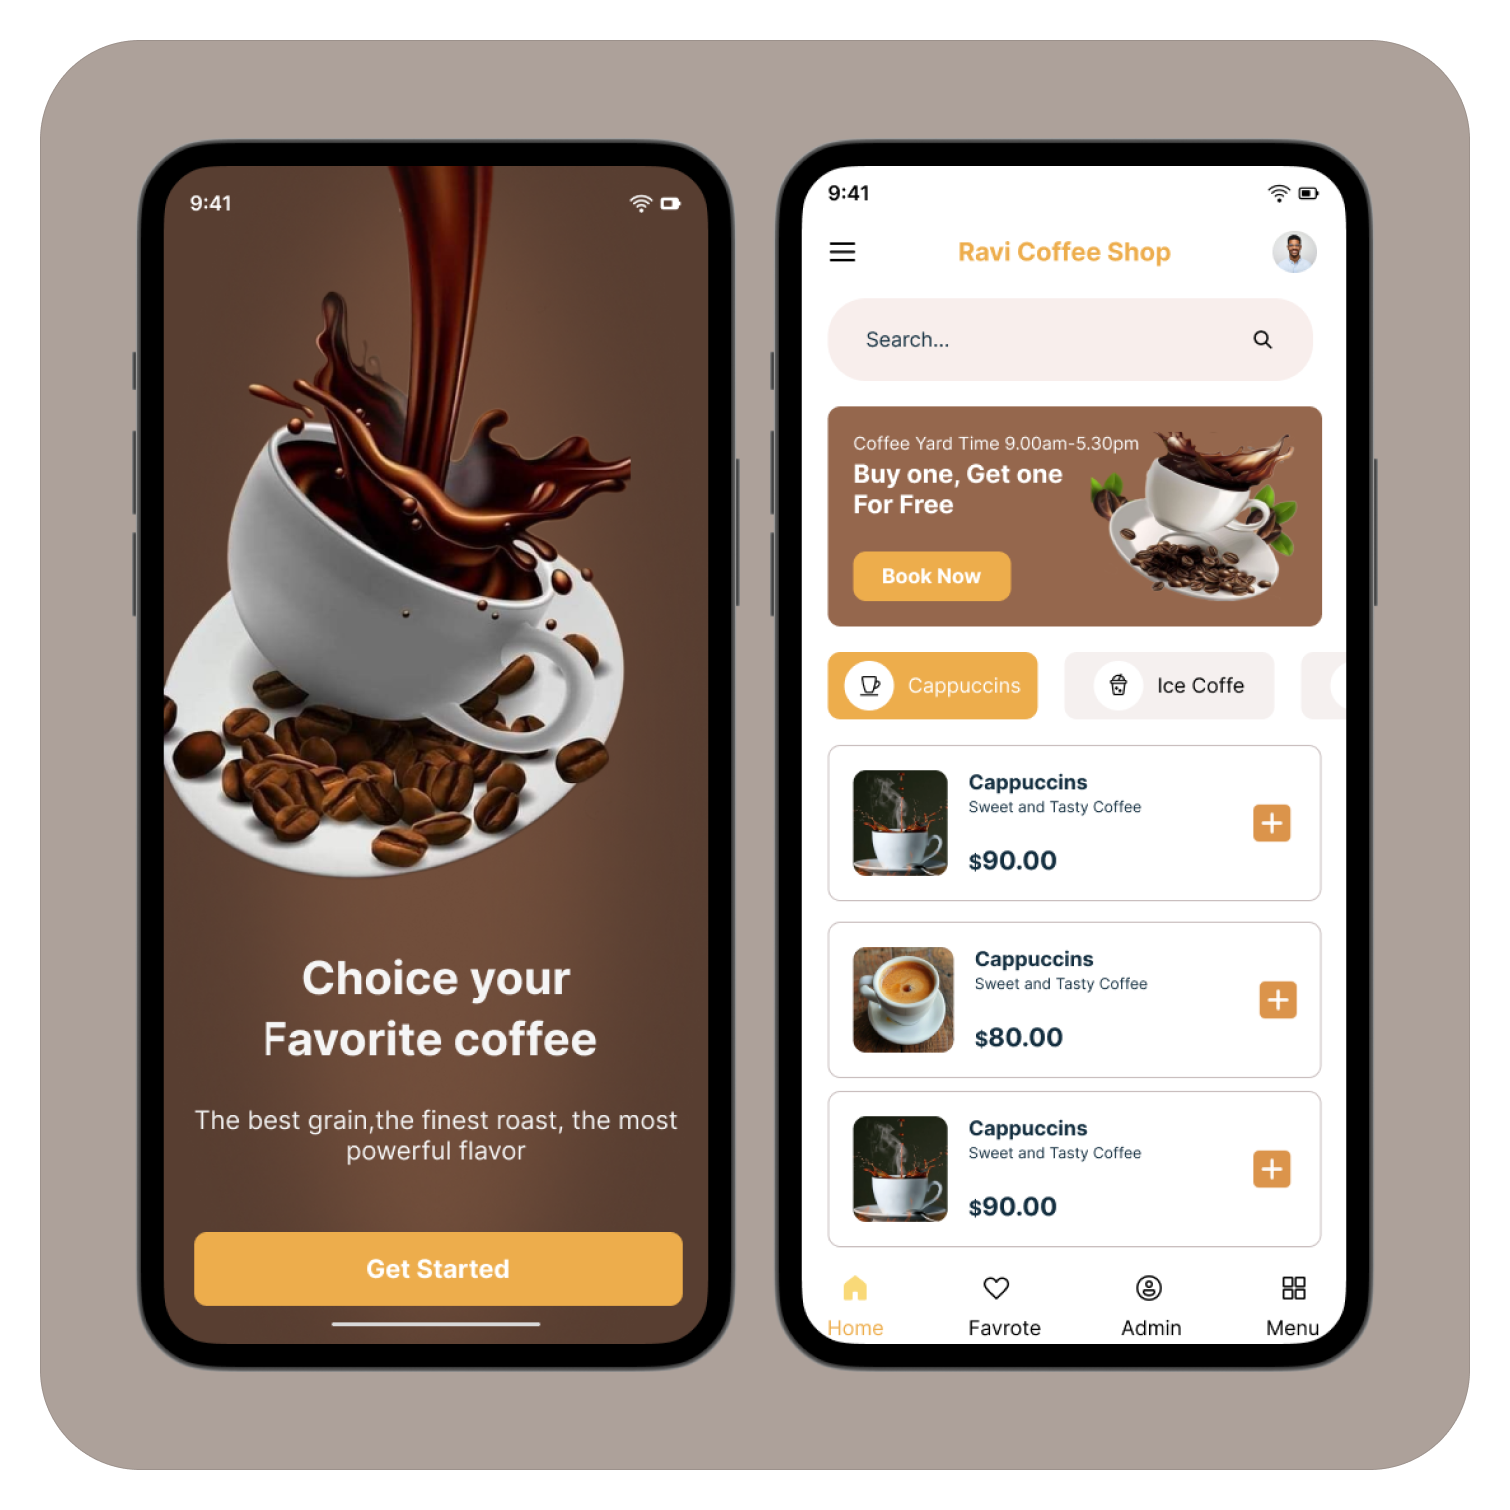 9:41
Choice your
Favorite coffee
The best grain,the finest roast, the most
powerful flavor
Get Started
9:41
Ravi Coffee Shop
Search...
Coffee Yard Time 9.00am-5.30pm
Buy one, Get one
For Free
Book Now
Cappuccins
Ice Coffe
Cappuccins
Sweet and Tasty Coffee
$90.00
Cappuccins
Sweet and Tasty Coffee
$80.00
Cappuccins
Sweet and Tasty Coffee
$90.00
Home
Favrote
Admin
Menu